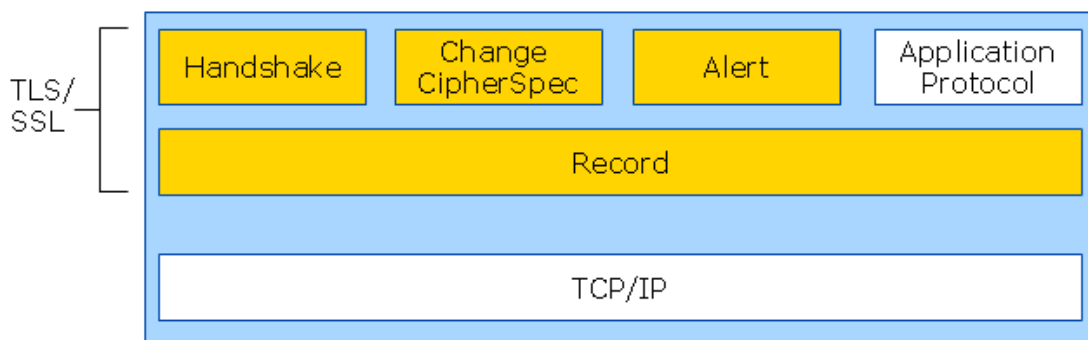 TLS/
SSL
Handshake
Change
CipherSpec
Alert
Application
Protocol
Record
TCP/IP